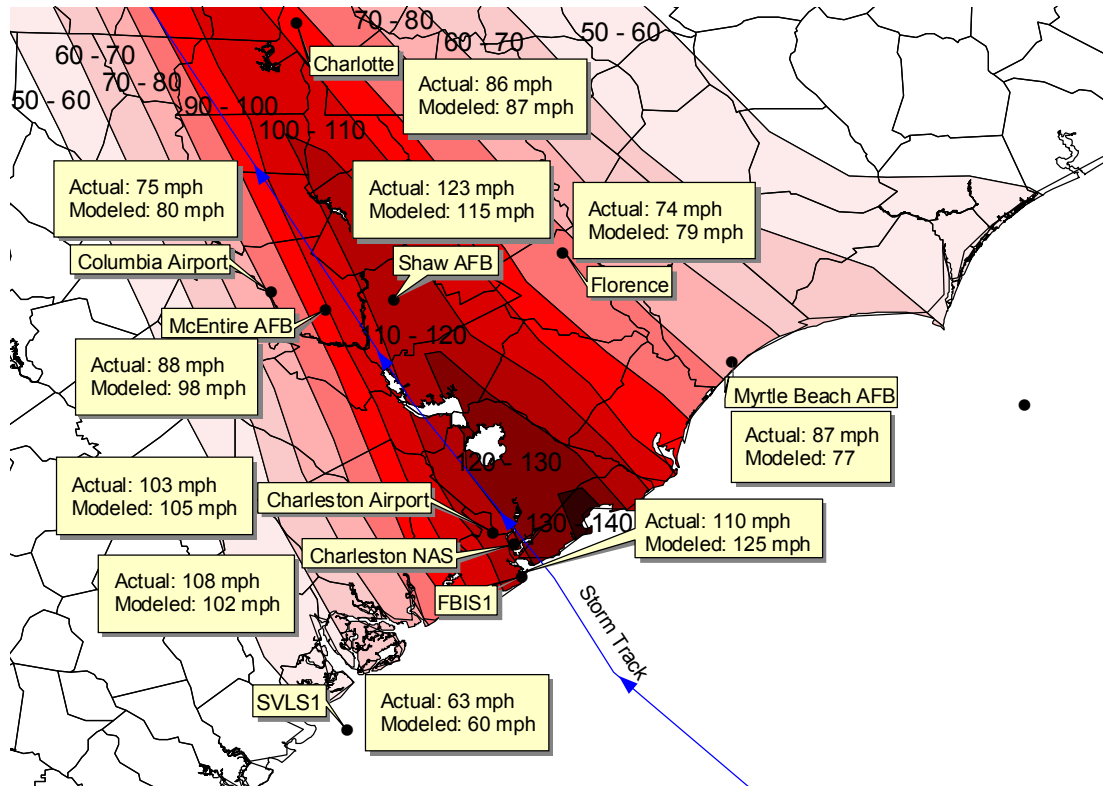 70 - 80
50 - 60
60 - 70
60 - 70
Charlotte
70 - 80
Actual: 86 mph
Modeled: 87 mph
50 - 60
90 - 100
100 - 110
Actual: 75 mph
Modeled: 80 mph
Actual: 123 mph
Modeled: 115 mph
Actual: 74 mph
Modeled: 79 mph
Columbia Airport
Shaw AFB
Florence
McEntire AFB
110 - 120
Actual: 88 mph
Modeled: 98 mph
Myrtle Beach AFB
Actual: 87 mph
Modeled: 77
120 - 130
Actual: 103 mph
Modeled: 105 mph
Charleston Airport
130 - 140
Actual: 110 mph
Modeled: 125 mph
Charleston NAS
Actual: 108 mph
Modeled: 102 mph
FBIS1
Storm Track
SVLS1
Actual: 63 mph
Modeled: 60 mph